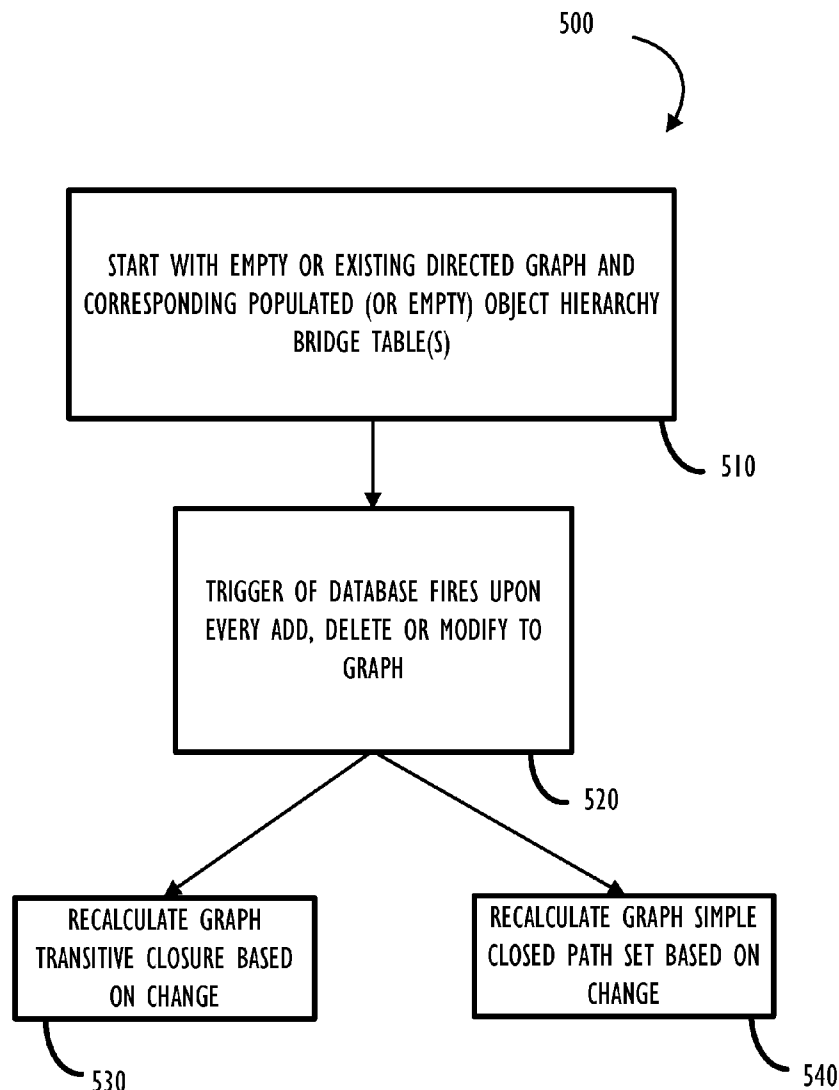 500
START WITH EMPTY OR EXISTING DIRECTED GRAPH AND
CORRESPONDING POPULATED (OR EMPTY) OBJECT HIERARCHY
BRIDGE TABLE(S)
510
TRIGGER OF DATABASE FIRES UPON
EVERY ADD, DELETE OR MODIFY TO
GRAPH
520
RECALCULATE GRAPH
TRANSITIVE CLOSURE BASED
ON CHANGE
530
RECALCULATE GRAPH SIMPLE
CLOSED PATH SET BASED ON
CHANGE
540